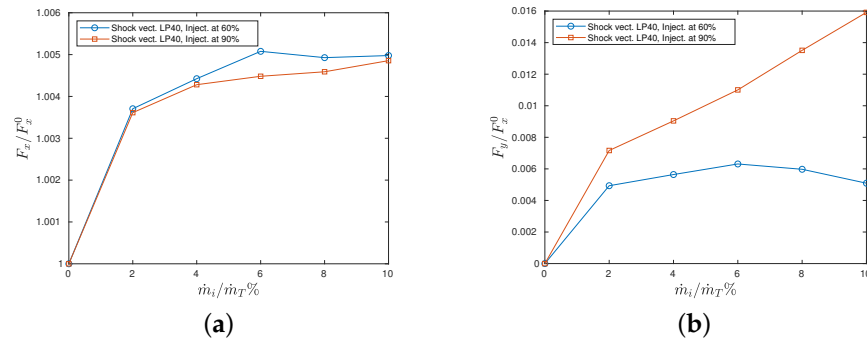 1.006
1.005
1.004
1.003
1.002
1.001
1
F_x/F_x^0
Shock vect. LP40, Inject. at 60%
Shock vect. LP40, Inject. at 90%
0 2 4 6 8 10
ṁ_i/ṁ_T%
(a)
0.016
0.014
0.012
0.01
0.008
0.006
0.004
0.002
0
F_y/F_x^0
Shock vect. LP40, Inject. at 60%
Shock vect. LP40, Inject. at 90%
0 2 4 6 8 10
ṁ_i/ṁ_T%
(b)